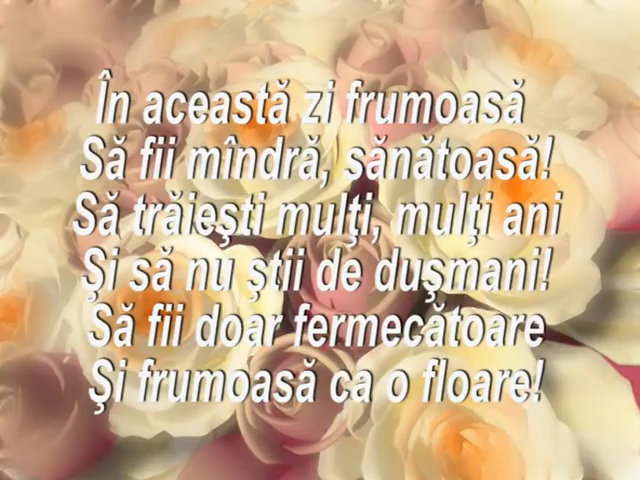 În această zi frumoasă
Să fii mîndră, sănătoasă!
Să trăieşti mulţi, mulţi ani
Şi să nu ştii de duşmani!
Să fii doar fermecătoare
Şi frumoasă ca o floare!